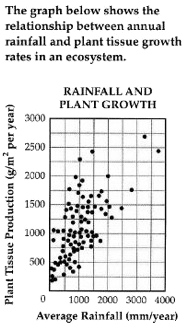 The graph below shows the
relationship between annual
rainfall and plant tissue growth
rates in an ecosystem.
RAINFALL AND
PLANT GROWTH
Plant Tissue Production (g/m² per year)
3000
2500
2000
1500
1000
500
0 1000 2000 3000 4000
Average Rainfall (mm/year)